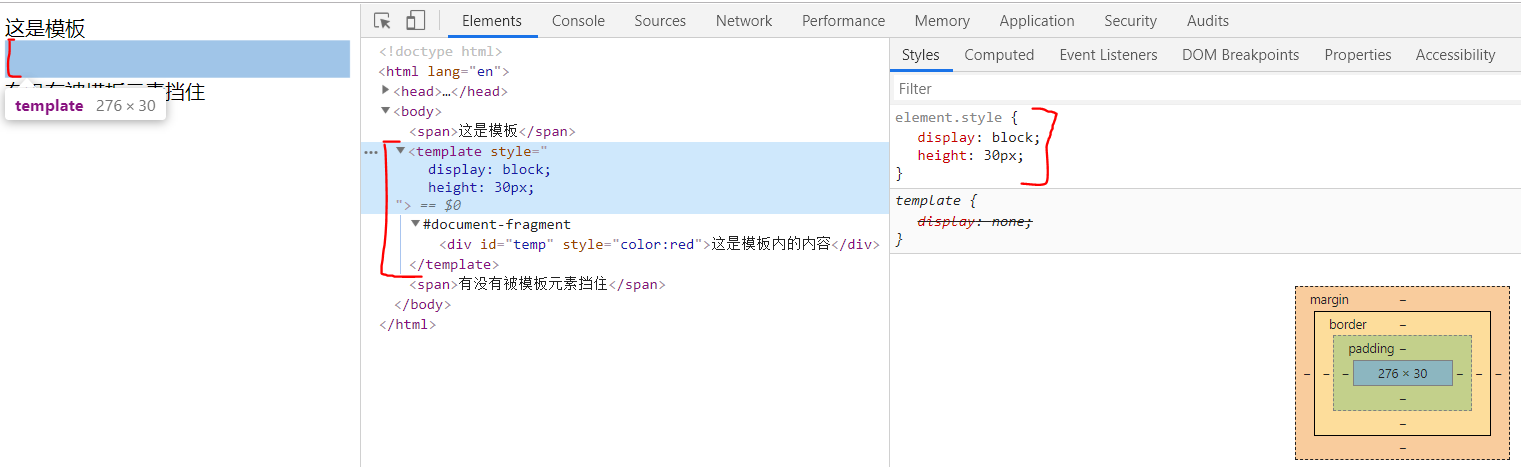 这是模板
有没有被模板元素挡住
template 276 × 30
Elements Console Sources Network Performance Memory Application Security Audits
<!doctype html>
<html lang="en">
<head>…</head>
<body>
<span>这是模板</span>
<template style="
display: block;
height: 30px;
"> == $0
#document-fragment
<div id="temp" style="color:red">这是模板内的内容</div>
</template>
<span>有没有被模板元素挡住</span>
</body>
</html>
Styles Computed Event Listeners DOM Breakpoints Properties Accessibility
Filter
element.style {
display: block;
height: 30px;
}
template {
display: none;
}
margin –
border –
padding –
– – – 276 × 30 – – –
–
–
–